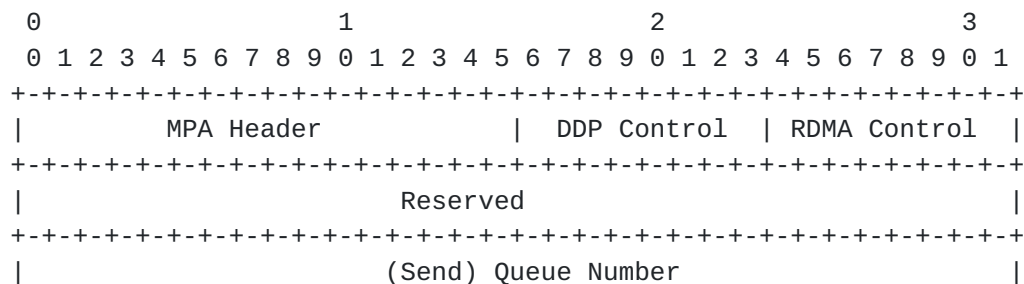 0                   1                   2                   3
 0 1 2 3 4 5 6 7 8 9 0 1 2 3 4 5 6 7 8 9 0 1 2 3 4 5 6 7 8 9 0 1
+-+-+-+-+-+-+-+-+-+-+-+-+-+-+-+-+-+-+-+-+-+-+-+-+-+-+-+-+-+-+-+-+
|         MPA Header            |  DDP Control  | RDMA Control  |
+-+-+-+-+-+-+-+-+-+-+-+-+-+-+-+-+-+-+-+-+-+-+-+-+-+-+-+-+-+-+-+-+
|                        Reserved                               |
+-+-+-+-+-+-+-+-+-+-+-+-+-+-+-+-+-+-+-+-+-+-+-+-+-+-+-+-+-+-+-+-+
|                       (Send) Queue Number                     |